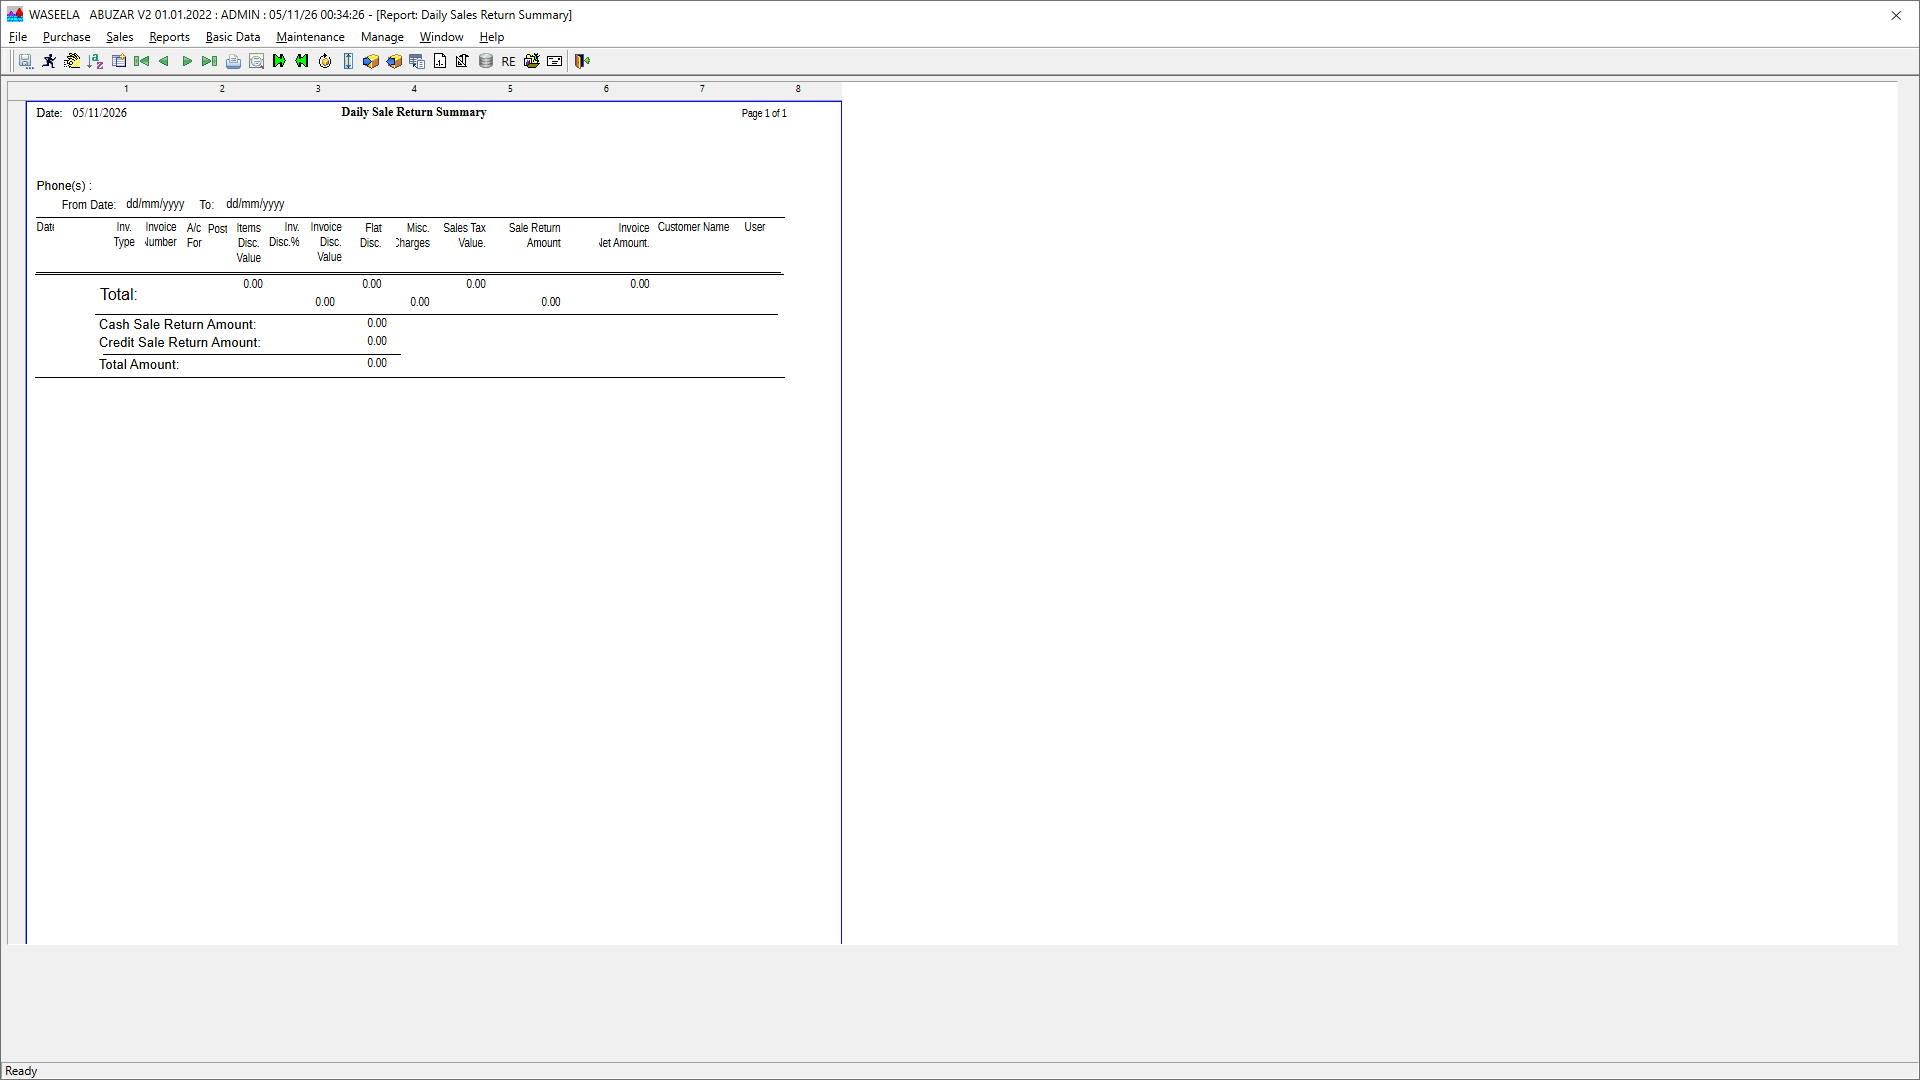 WASEELA ABUZAR V2 01.01.2022 : ADMIN : 05/11/26 00:34:26 - [Report: Daily Sales Return Summary]
File Purchase Sales Reports Basic Data Maintenance Manage Window Help
RE
1 2 3 4 5 6 7 8
Date: 05/11/2026 Daily Sale Return Summary Page 1 of 1
Phone(s) :
From Date: dd/mm/yyyy To: dd/mm/yyyy
Inv. Invoice A/c Post Items Inv. Invoice Flat Misc. Sales Tax Sale Return Invoice Customer Name User
Type For Disc. Disc.% Disc. Disc. Value. Amount Amount.
Value Value
0.00 0.00 0.00 0.00
Total:
0.00 0.00 0.00
Cash Sale Return Amount: 0.00
Credit Sale Return Amount: 0.00
Total Amount: 0.00
Ready